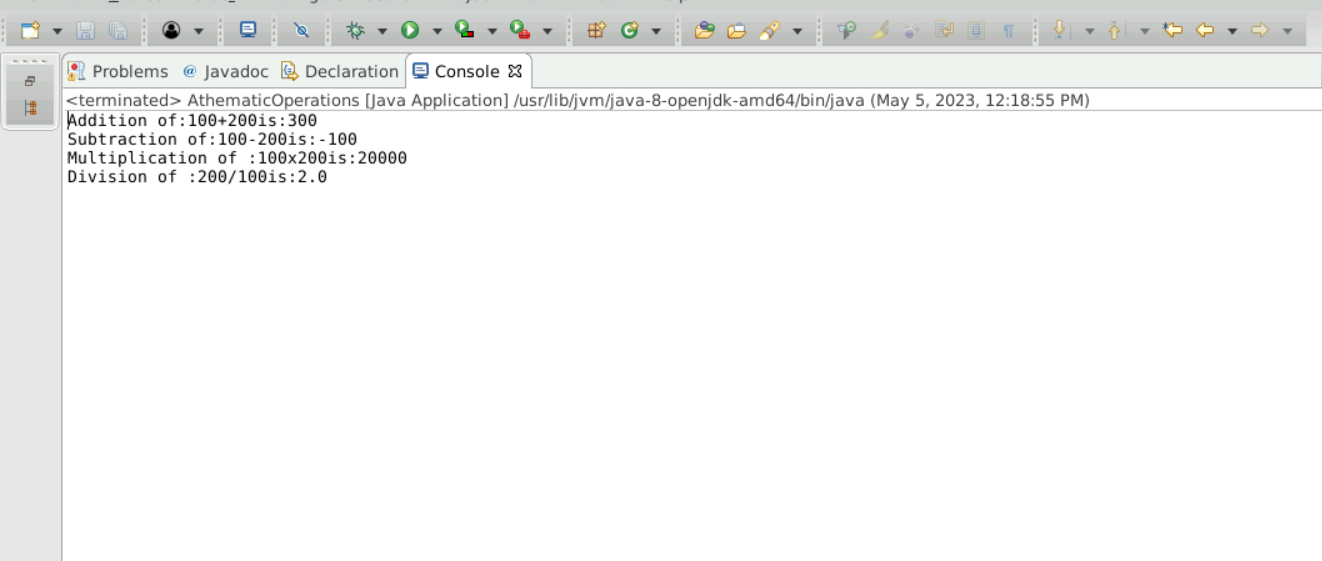 Problems @ Javadoc Declaration Console
<terminated> AthematicOperations [Java Application] /usr/lib/jvm/java-8-openjdk-amd64/bin/java (May 5, 2023, 12:18:55 PM)
Addition of:100+200is:300
Subtraction of:100-200is:-100
Multiplication of :100x200is:20000
Division of :200/100is:2.0